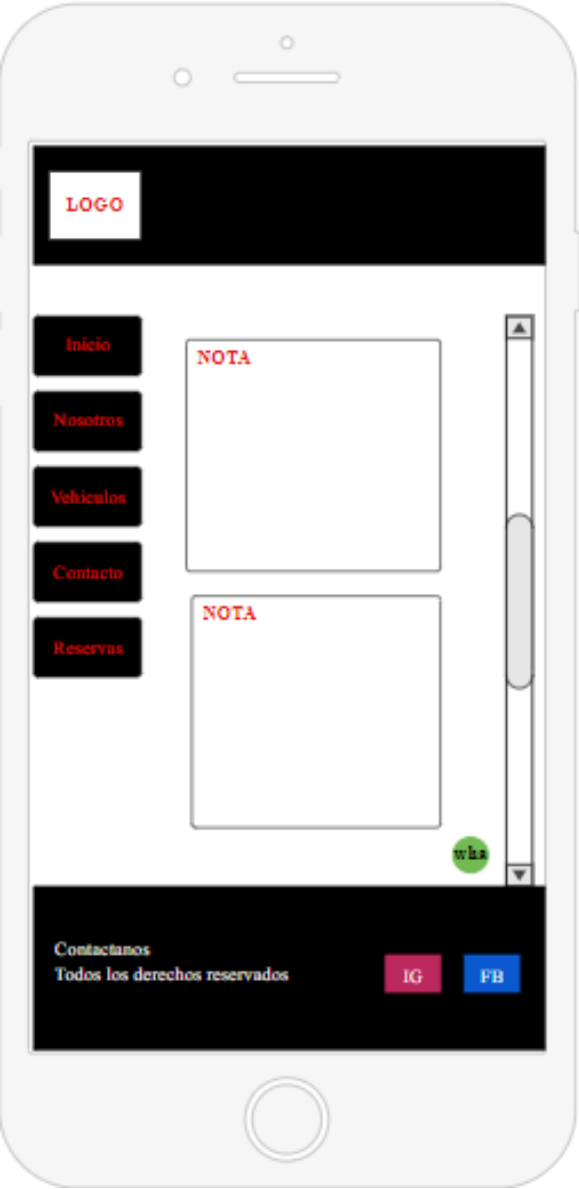 LOGO
Inicio
Nosotros
Vehiculos
Contacto
Reservas
NOTA
NOTA
wha
Contactanos
Todos los derechos reservados
IG
FB